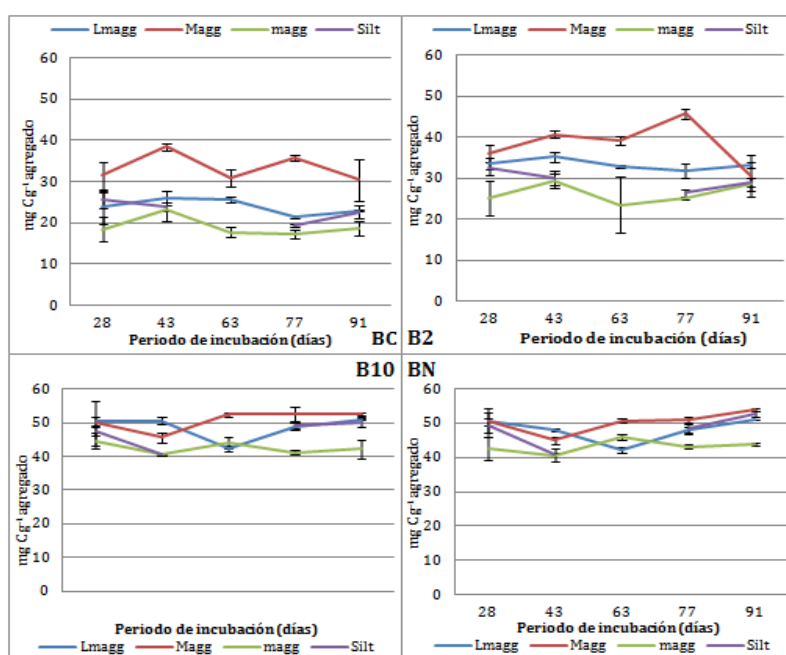 Lmagg Magg magg Silt
60
50
40
30
20
10
0
mg C g⁻¹ agregado
28 43 63 77 91
Periodo de incubación (días)
BC
Lmagg Magg magg Silt
60
50
40
30
20
10
0
mg C g⁻¹ agregado
28 43 63 77 91
Periodo de incubación (días)
B2
B10
60
50
40
30
20
10
0
mg C g⁻¹ agregado
Periodo de incubación (días)
Lmagg Magg magg Silt
BN
60
50
40
30
20
10
0
mg C g⁻¹ agregado
28 43 63 77 91
Periodo de incubación (días)
Lmagg Magg magg Silt